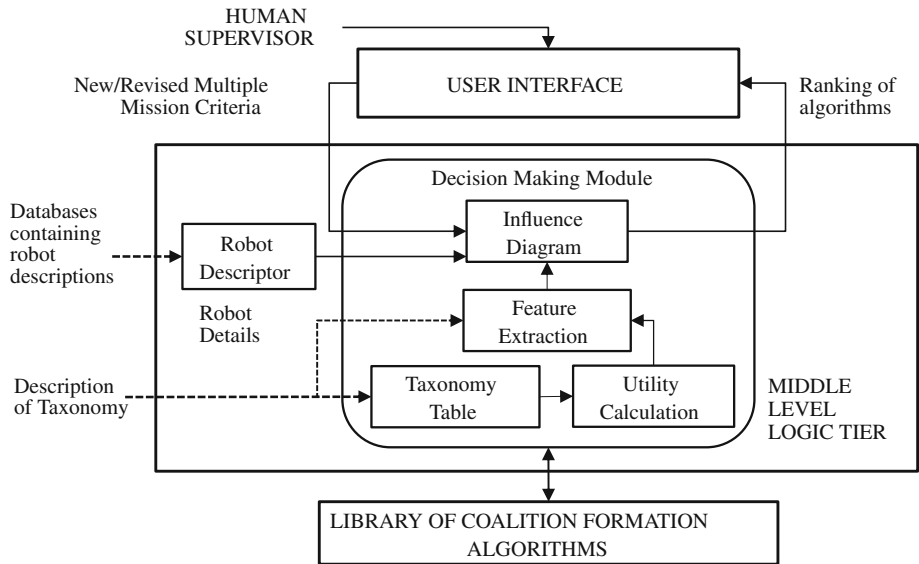 HUMAN
SUPERVISOR
New/Revised Multiple
Mission Criteria
USER INTERFACE
Ranking of
algorithms
Decision Making Module
Databases
containing
robot
descriptions
Robot
Descriptor
Influence
Diagram
Robot
Details
Feature
Extraction
Description
of Taxonomy
Taxonomy
Table
Utility
Calculation
MIDDLE
LEVEL
LOGIC TIER
LIBRARY OF COALITION FORMATION
ALGORITHMS